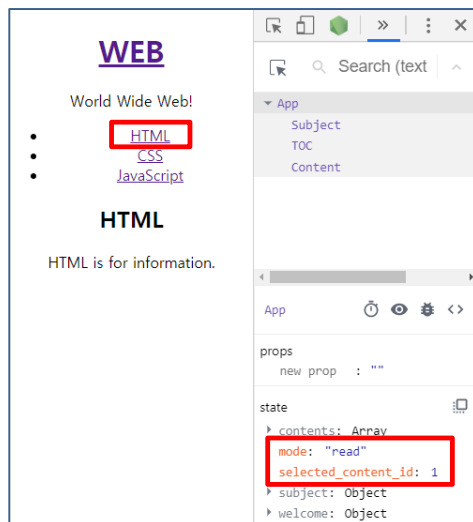 WEB
World Wide Web!
HTML
CSS
JavaScript
HTML
HTML is for information.
Search (text
App
Subject
TOC
Content
App
props
new prop : ""
state
contents: Array
mode: "read"
selected_content_id: 1
subject: Object
welcome: Object